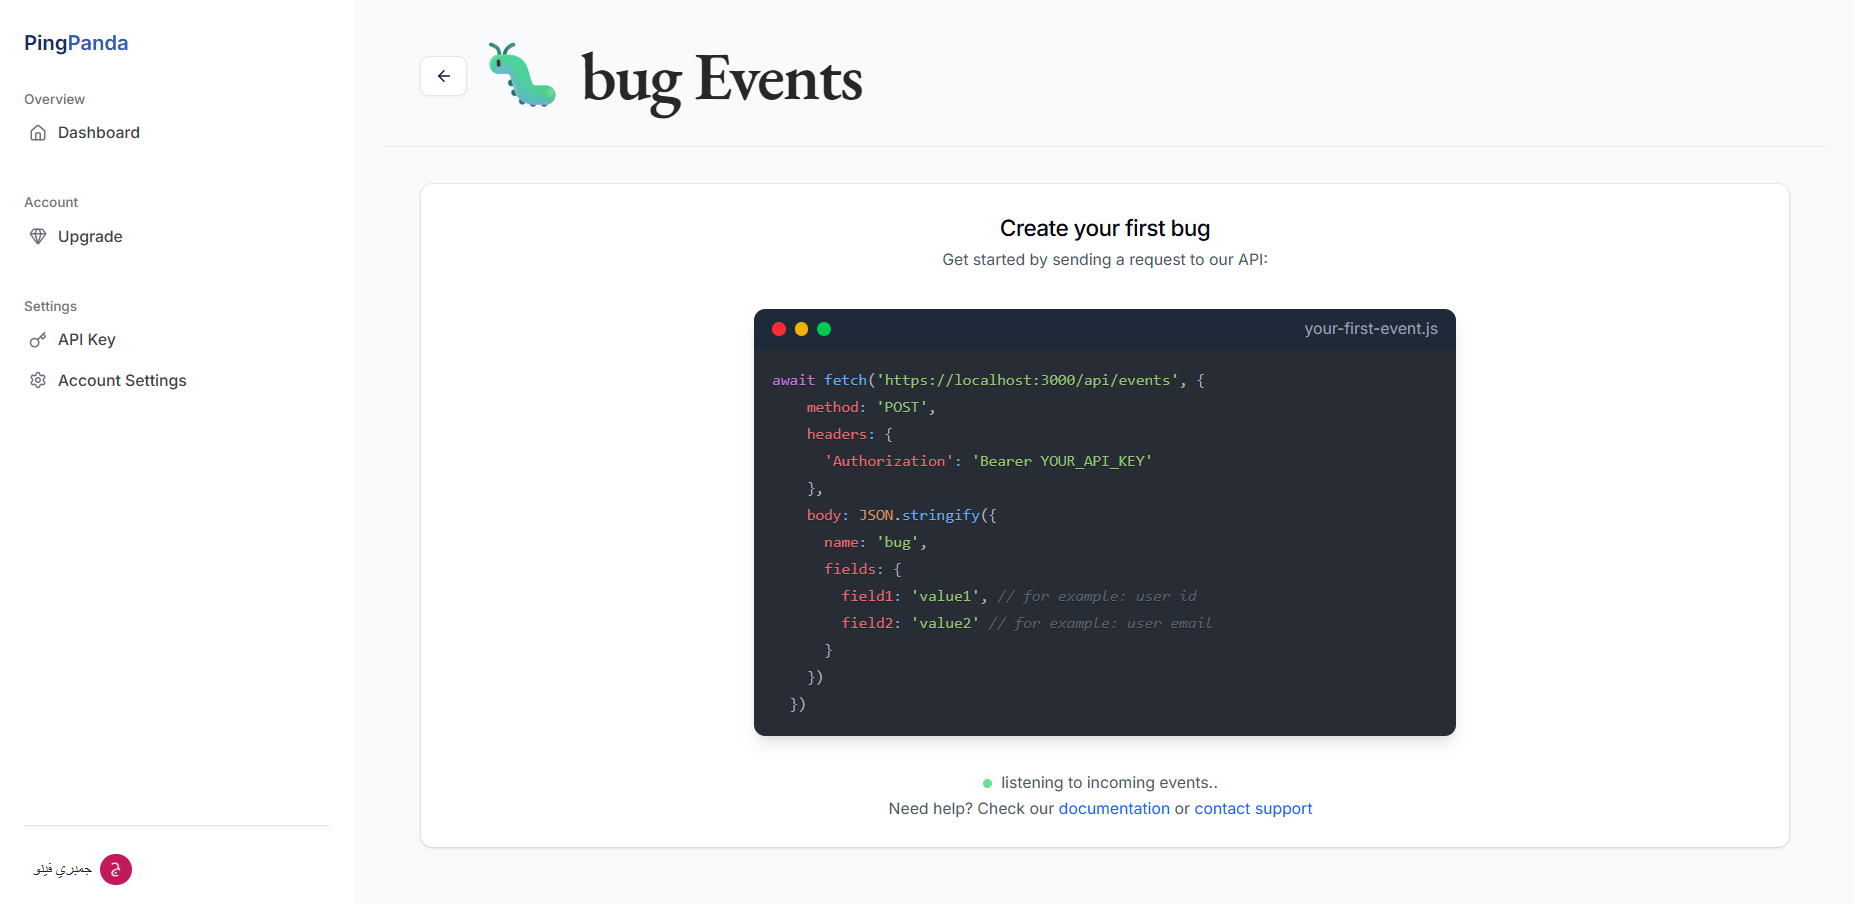 PingPanda
Overview
Dashboard
Account
Upgrade
Settings
API Key
Account Settings
جمبري فينو
ج
bug Events
Create your first bug
Get started by sending a request to our API:
your-first-event.js
await fetch('https://localhost:3000/api/events', {
    method: 'POST',
    headers: {
      'Authorization': 'Bearer YOUR_API_KEY'
    },
    body: JSON.stringify({
      name: 'bug',
      fields: {
        field1: 'value1', // for example: user id
        field2: 'value2' // for example: user email
      }
    })
  })
listening to incoming events..
Need help? Check our documentation or contact support